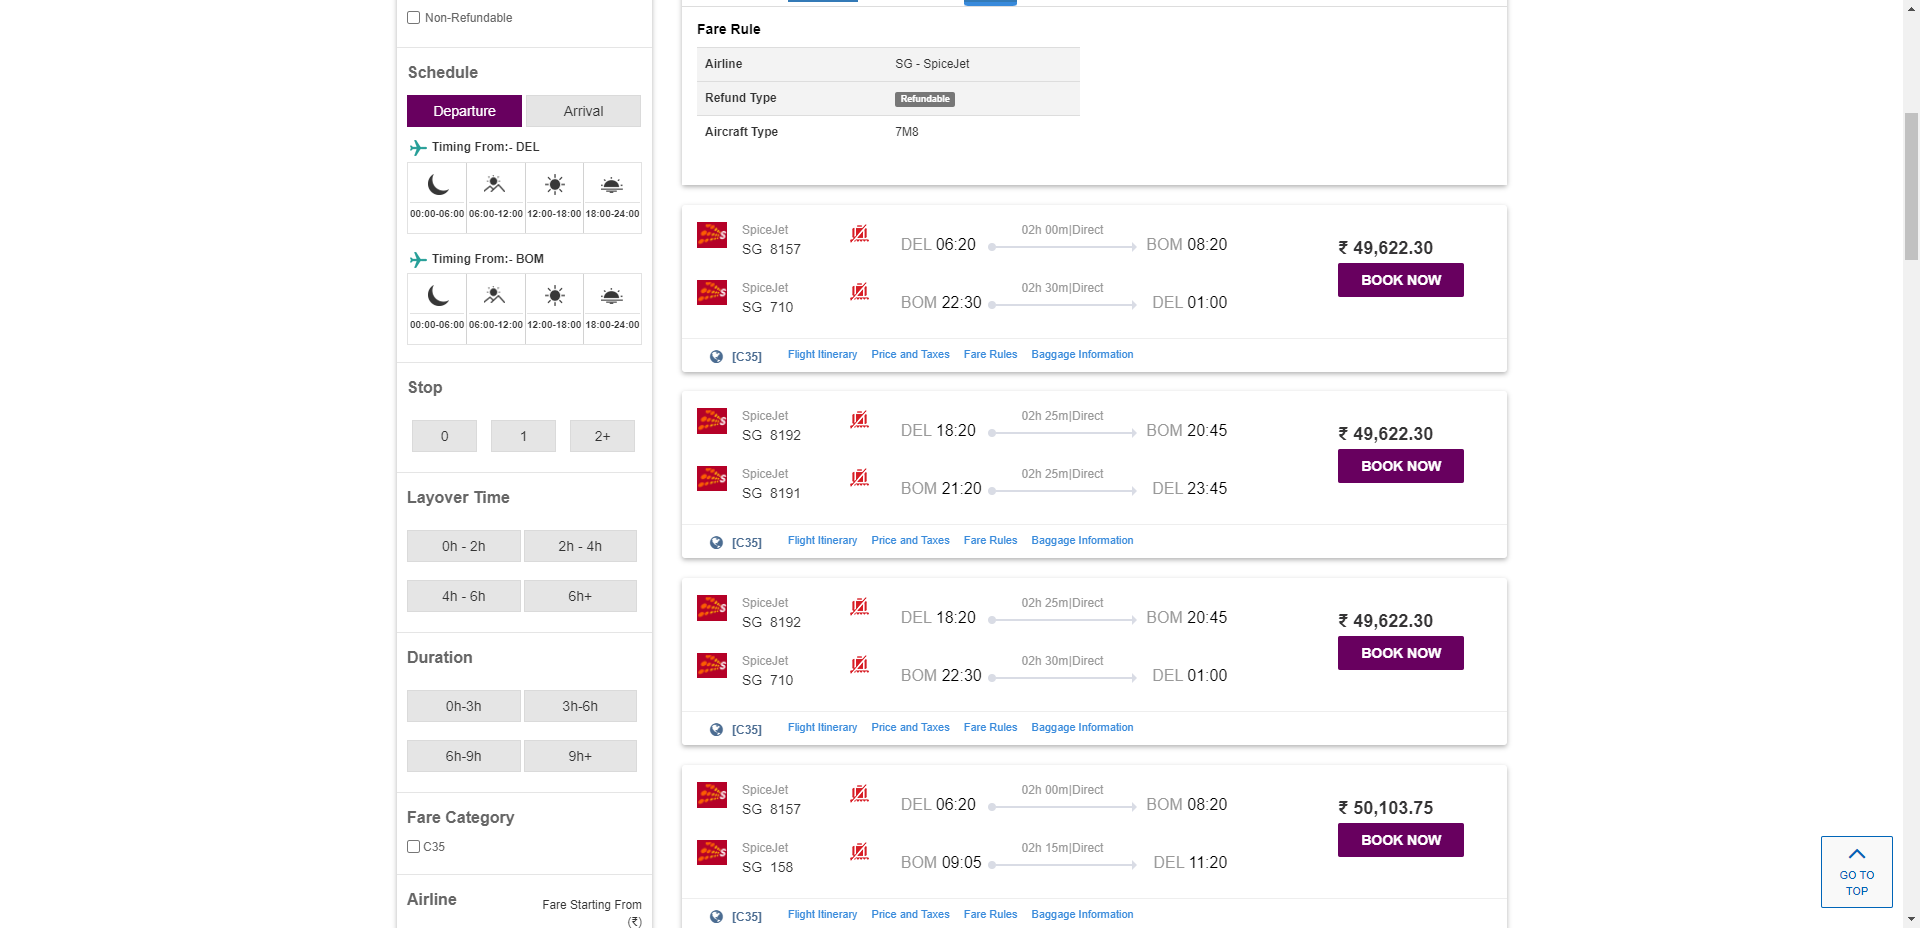 Non-Refundable
Schedule
Departure
Arrival
Timing From:- DEL
00:00-06:00 06:00-12:00 12:00-18:00 18:00-24:00
Timing From:- BOM
00:00-06:00 06:00-12:00 12:00-18:00 18:00-24:00
Stop
0 1 2+
Layover Time
0h - 2h 2h - 4h
4h - 6h 6h+
Duration
0h-3h 3h-6h
6h-9h 9h+
Fare Category
C35
Airline
Fare Starting From
(₹)
Fare Rule
Airline SG - SpiceJet
Refund Type Refundable
Aircraft Type 7M8
SpiceJet
SG 8157
DEL 06:20
02h 00m|Direct
BOM 08:20
SpiceJet
SG 710
BOM 22:30
02h 30m|Direct
DEL 01:00
₹ 49,622.30
BOOK NOW
[C35] Flight Itinerary Price and Taxes Fare Rules Baggage Information
SpiceJet
SG 8192
DEL 18:20
02h 25m|Direct
BOM 20:45
SpiceJet
SG 8191
BOM 21:20
02h 25m|Direct
DEL 23:45
₹ 49,622.30
BOOK NOW
[C35] Flight Itinerary Price and Taxes Fare Rules Baggage Information
SpiceJet
SG 8192
DEL 18:20
02h 25m|Direct
BOM 20:45
SpiceJet
SG 710
BOM 22:30
02h 30m|Direct
DEL 01:00
₹ 49,622.30
BOOK NOW
[C35] Flight Itinerary Price and Taxes Fare Rules Baggage Information
SpiceJet
SG 8157
DEL 06:20
02h 00m|Direct
BOM 08:20
SpiceJet
SG 158
BOM 09:05
02h 15m|Direct
DEL 11:20
₹ 50,103.75
BOOK NOW
[C35] Flight Itinerary Price and Taxes Fare Rules Baggage Information
GO TO
TOP